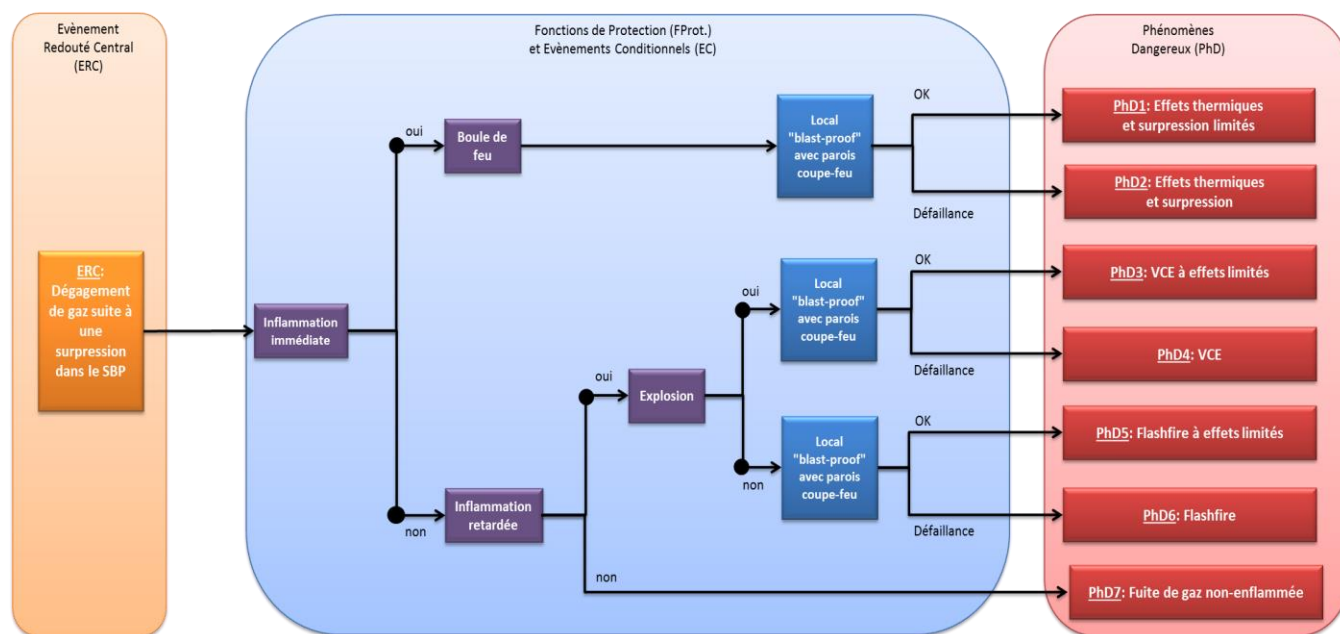 Evènement
Redouté Central
(ERC)
Fonctions de Protection (FProt.)
et Evènements Conditionnels (EC)
Phénomènes
Dangereux (PhD)
ERC:
Dégagement
de gaz suite à
une
surpression
dans le SBP
Inflammation
immédiate
oui
Boule de
feu
Local
"blast-proof"
avec parois
coupe-feu
OK
Défaillance
PhD1: Effets thermiques
et surpression limités
PhD2: Effets thermiques
et surpression
non
Inflammation
retardée
oui
Explosion
oui
Local
"blast-proof"
avec parois
coupe-feu
OK
Défaillance
PhD3: VCE à effets limités
PhD4: VCE
non
Local
"blast-proof"
avec parois
coupe-feu
OK
Défaillance
PhD5: Flashfire à effets limités
PhD6: Flashfire
non
PhD7: Fuite de gaz non-enflammée